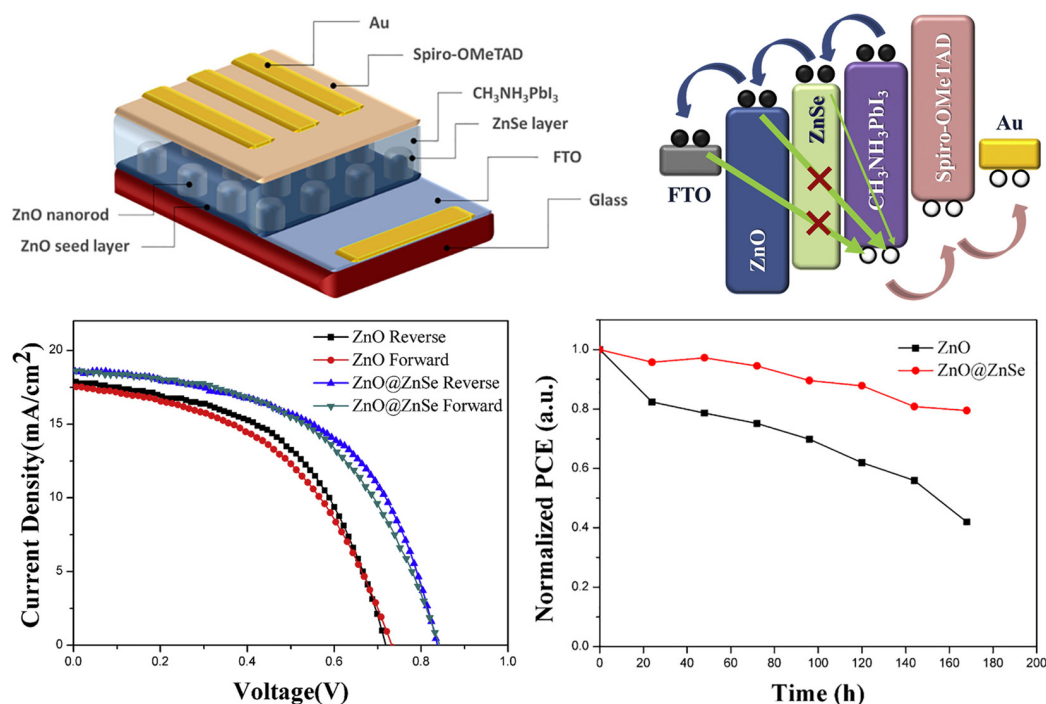 Au
Spiro-OMeTAD
CH₃NH₃PbI₃
ZnSe layer
FTO
Glass
ZnO nanorod
ZnO seed layer
FTO
ZnO
ZnSe
CH₃NH₃PbI₃
Spiro-OMeTAD
Au
ZnO Reverse
ZnO Forward
ZnO@ZnSe Reverse
ZnO@ZnSe Forward
Current Density(mA/cm²)
20
15
10
5
0
0.0 0.2 0.4 0.6 0.8 1.0
Voltage(V)
ZnO
ZnO@ZnSe
Normalized PCE (a.u.)
1.0
0.8
0.6
0.4
0.2
0.0
0 20 40 60 80 100 120 140 160 180 200
Time (h)